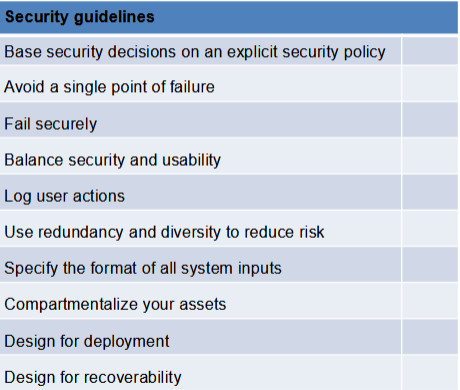 Security guidelines
Base security decisions on an explicit security policy
Avoid a single point of failure
Fail securely
Balance security and usability
Log user actions
Use redundancy and diversity to reduce risk
Specify the format of all system inputs
Compartmentalize your assets
Design for deployment
Design for recoverability